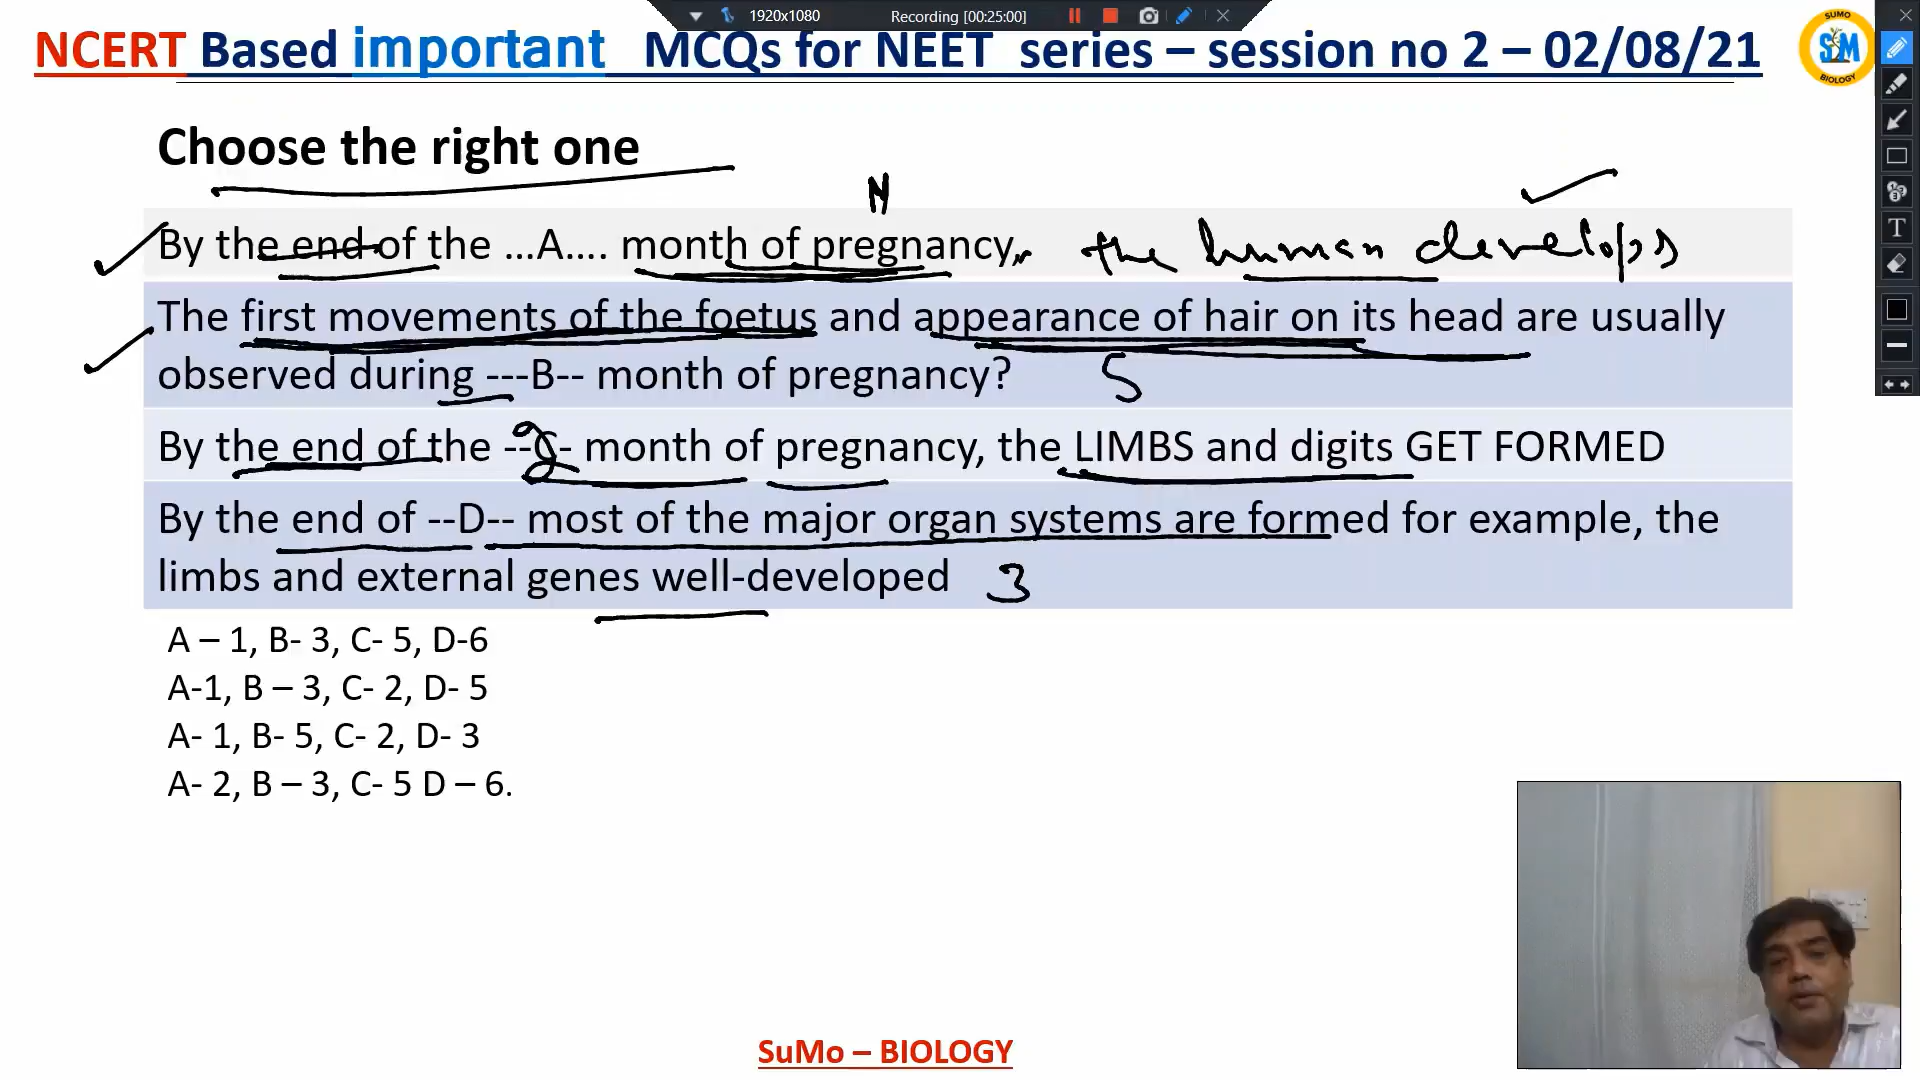 1920x1080 Recording [00:25:00]
NCERT Based important MCQs for NEET series – session no 2 – 02/08/21
SUMO
SM
BIOLOGY
Choose the right one
By the end of the ...A.... month of pregnancy, the human develops
The first movements of the foetus and appearance of hair on its head are usually
observed during ---B-- month of pregnancy? 5
By the end of the --C- month of pregnancy, the LIMBS and digits GET FORMED
2
By the end of --D-- most of the major organ systems are formed for example, the
limbs and external genes well-developed 3
A – 1, B- 3, C- 5, D-6
A-1, B – 3, C- 2, D- 5
A- 1, B- 5, C- 2, D- 3
A- 2, B – 3, C- 5 D – 6.
SuMo – BIOLOGY